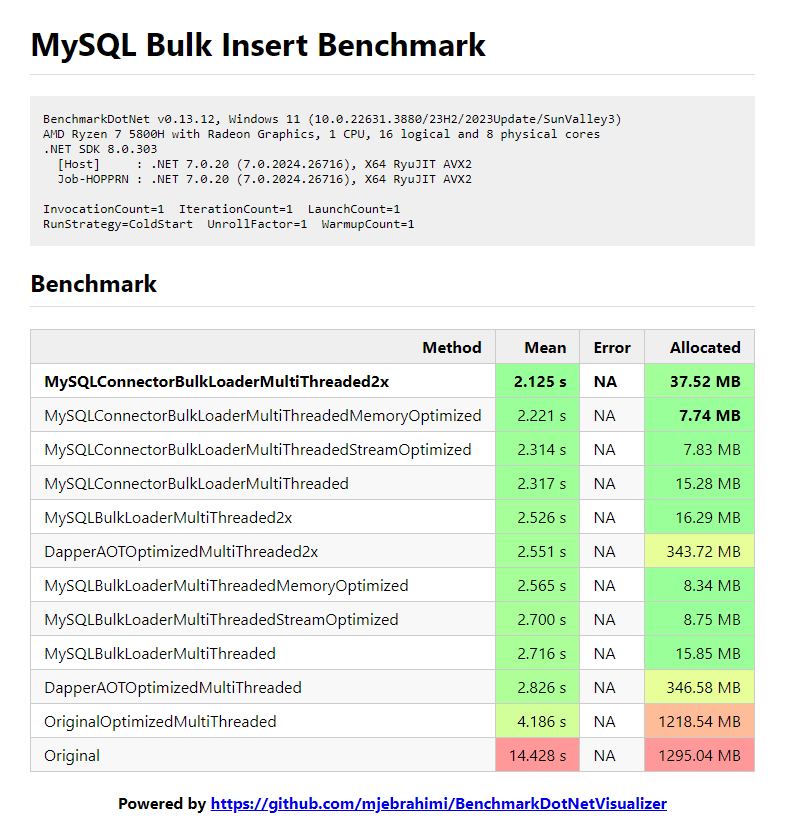 MySQL Bulk Insert Benchmark
BenchmarkDotNet v0.13.12, Windows 11 (10.0.22631.3880/23H2/2023Update/SunValley3)
AMD Ryzen 7 5800H with Radeon Graphics, 1 CPU, 16 logical and 8 physical cores
.NET SDK 8.0.303
[Host]     : .NET 7.0.20 (7.0.2024.26716), X64 RyuJIT AVX2
Job-HOPPRN : .NET 7.0.20 (7.0.2024.26716), X64 RyuJIT AVX2
InvocationCount=1  IterationCount=1  LaunchCount=1
RunStrategy=ColdStart  UnrollFactor=1  WarmupCount=1
Benchmark
Method Mean Error Allocated
MySQLConnectorBulkLoaderMultiThreaded2x 2.125 s NA 37.52 MB
MySQLConnectorBulkLoaderMultiThreadedMemoryOptimized 2.221 s NA 7.74 MB
MySQLConnectorBulkLoaderMultiThreadedStreamOptimized 2.314 s NA 7.83 MB
MySQLConnectorBulkLoaderMultiThreaded 2.317 s NA 15.28 MB
MySQLBulkLoaderMultiThreaded2x 2.526 s NA 16.29 MB
DapperAOTOptimizedMultiThreaded2x 2.551 s NA 343.72 MB
MySQLBulkLoaderMultiThreadedMemoryOptimized 2.565 s NA 8.34 MB
MySQLBulkLoaderMultiThreadedStreamOptimized 2.700 s NA 8.75 MB
MySQLBulkLoaderMultiThreaded 2.716 s NA 15.85 MB
DapperAOTOptimizedMultiThreaded 2.826 s NA 346.58 MB
OriginalOptimizedMultiThreaded 4.186 s NA 1218.54 MB
Original 14.428 s NA 1295.04 MB
Powered by https://github.com/mjebrahimi/BenchmarkDotNetVisualizer